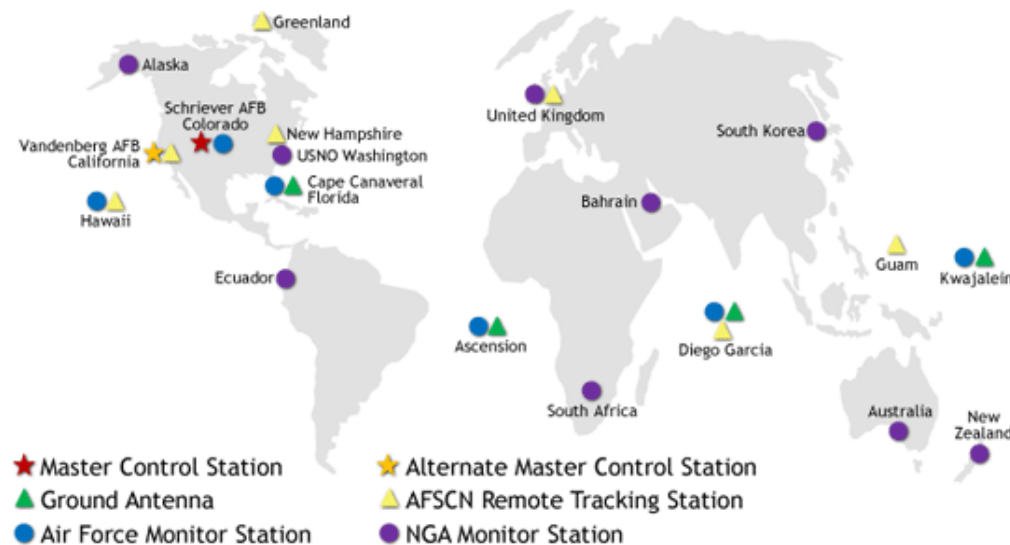 Greenland
Alaska
Schriever AFB
Colorado
United Kingdom
New Hampshire
South Korea
Vandenberg AFB
California
USNO Washington
Cape Canaveral
Florida
Bahrain
Hawaii
Guam
Kwajalein
Ecuador
Ascension
Diego Garcia
South Africa
Australia
New
Zealand
Master Control Station
Alternate Master Control Station
Ground Antenna
AFSCN Remote Tracking Station
Air Force Monitor Station
NGA Monitor Station